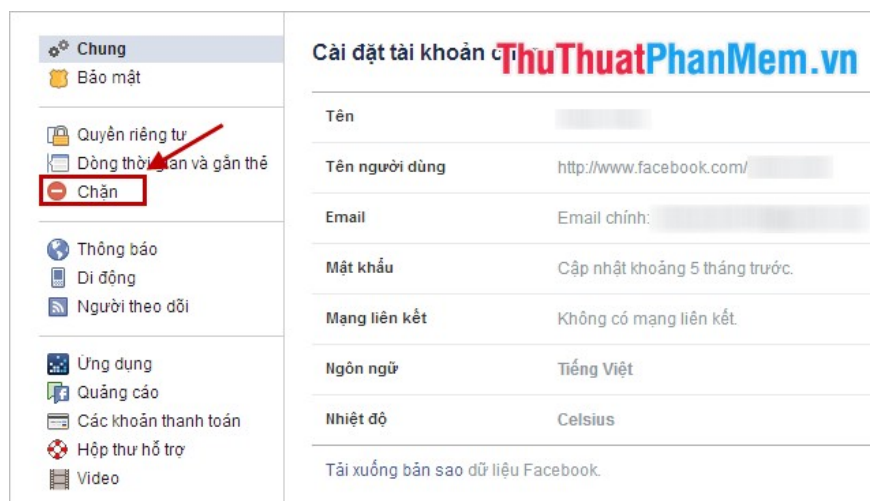 Chung
Bảo mật
Quyền riêng tư
Dòng thời gian và gắn thẻ
Chặn
Thông báo
Di động
Người theo dõi
Ứng dụng
Quảng cáo
Các khoản thanh toán
Hộp thư hỗ trợ
Video
Cài đặt tài khoản
ThuThuatPhanMem.vn
Tên
Tên người dùng http://www.facebook.com/
Email Email chính:
Mật khẩu Cập nhật khoảng 5 tháng trước.
Mạng liên kết Không có mạng liên kết.
Ngôn ngữ Tiếng Việt
Nhiệt độ Celsius
Tải xuống bản sao dữ liệu Facebook.